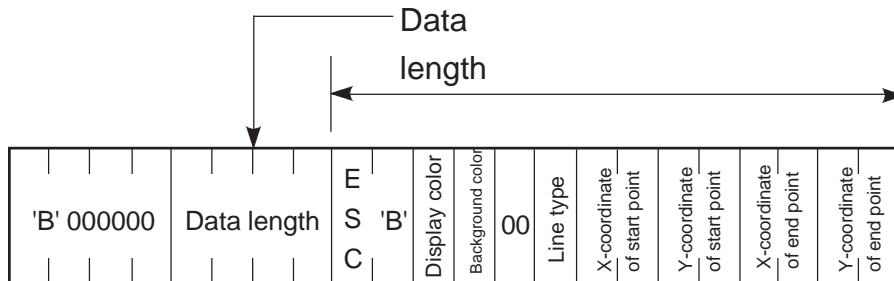 Data
length
'B' 000000
Data length
E
S
C
'B'
Display color
Background color
00
Line type
X-coordinate
of start point
Y-coordinate
of start point
X-coordinate
of end point
Y-coordinate
of end point